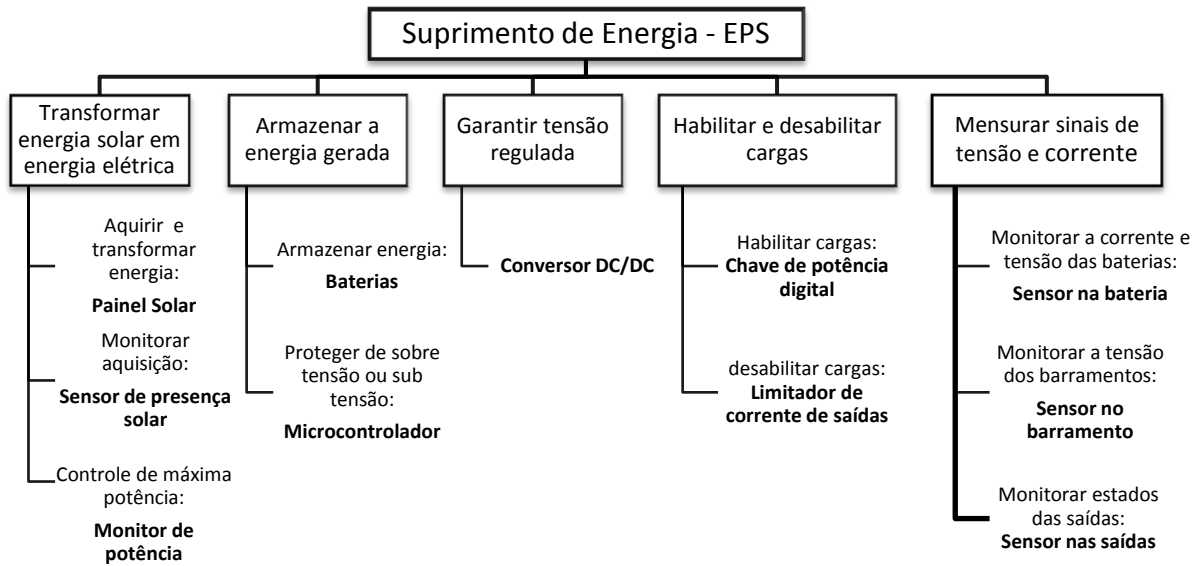 Suprimento de Energia - EPS
Transformar
energia solar em
energia elétrica
Aquirir e
transformar
energia:
Painel Solar
Monitorar
aquisição:
Sensor de presença
solar
Controle de máxima
potência:
Monitor de
potência
Armazenar a
energia gerada
Armazenar energia:
Baterias
Proteger de sobre
tensão ou sub
tensão:
Microcontrolador
Garantir tensão
regulada
Conversor DC/DC
Habilitar e desabilitar
cargas
Habilitar cargas:
Chave de potência
digital
desabilitar cargas:
Limitador de
corrente de saídas
Mensurar sinais de
tensão e corrente
Monitorar a corrente e
tensão das baterias:
Sensor na bateria
Monitorar a tensão
dos barramentos:
Sensor no
barramento
Monitorar estados
das saídas:
Sensor nas saídas